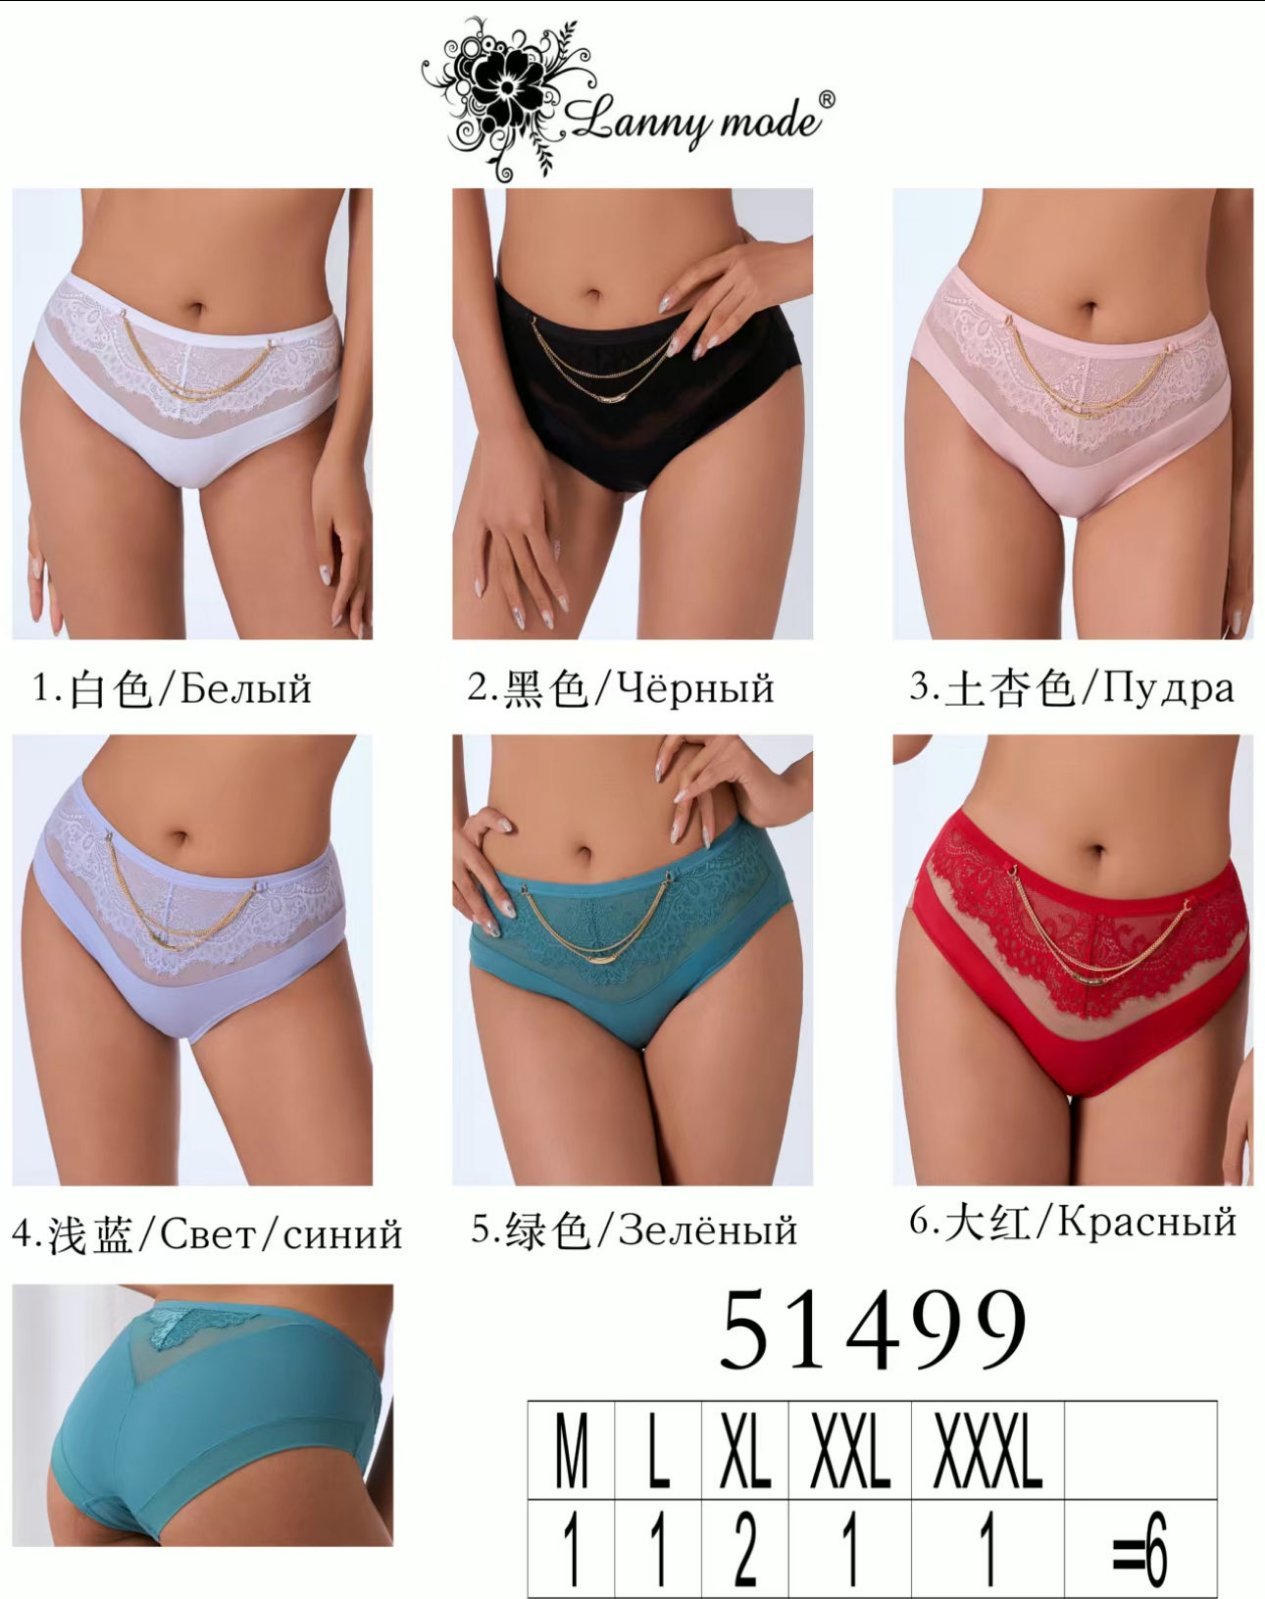 Lanny mode®
1.白色/Белый
2.黑色/Чёрный
3.土杏色/Пудра
4.浅蓝/Свет/синий
5.绿色/Зелёный
6.大红/Красный
51499
M L XL XXL XXXL
1 1 2 1 1 =6